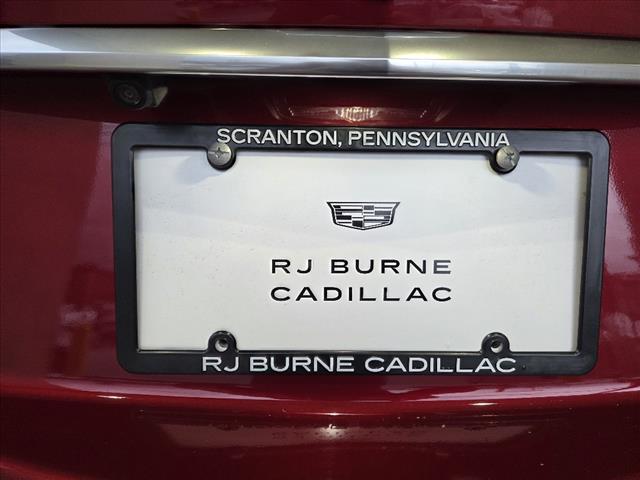 SCRANTON, PENNSYLVANIA
RJ BURNE
CADILLAC
RJ BURNE CADILLAC